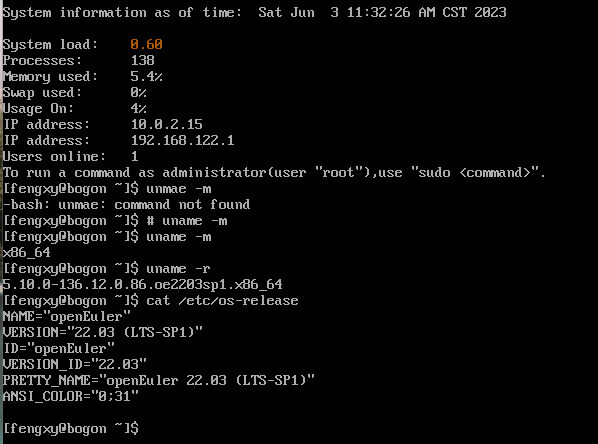 System information as of time:  Sat Jun  3 11:32:26 AM CST 2023
System load:    0.60
Processes:      138
Memory used:    5.4%
Swap used:      0%
Usage On:       4%
IP address:     10.0.2.15
IP address:     192.168.122.1
Users online:   1
To run a command as administrator(user "root"),use "sudo <command>".
[fengxy@bogon ~]$ unmae -m
-bash: unmae: command not found
[fengxy@bogon ~]$ # uname -m
[fengxy@bogon ~]$ uname -m
x86_64
[fengxy@bogon ~]$ uname -r
5.10.0-136.12.0.86.oe2203sp1.x86_64
[fengxy@bogon ~]$ cat /etc/os-release
NAME="openEuler"
VERSION="22.03 (LTS-SP1)"
ID="openEuler"
VERSION_ID="22.03"
PRETTY_NAME="openEuler 22.03 (LTS-SP1)"
ANSI_COLOR="0;31"
[fengxy@bogon ~]$